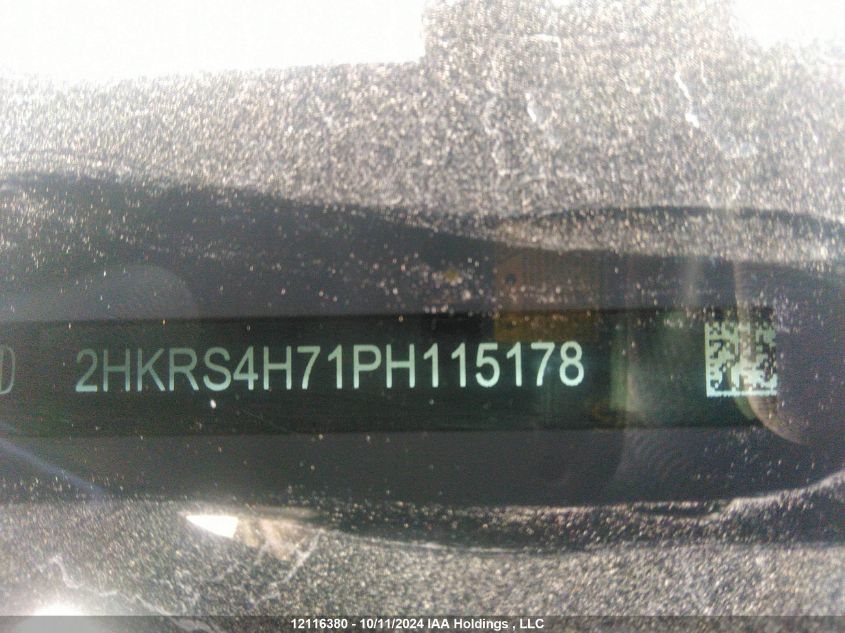 2HKRS4H71PH115178
12116380 - 10/11/2024 IAA Holdings , LLC